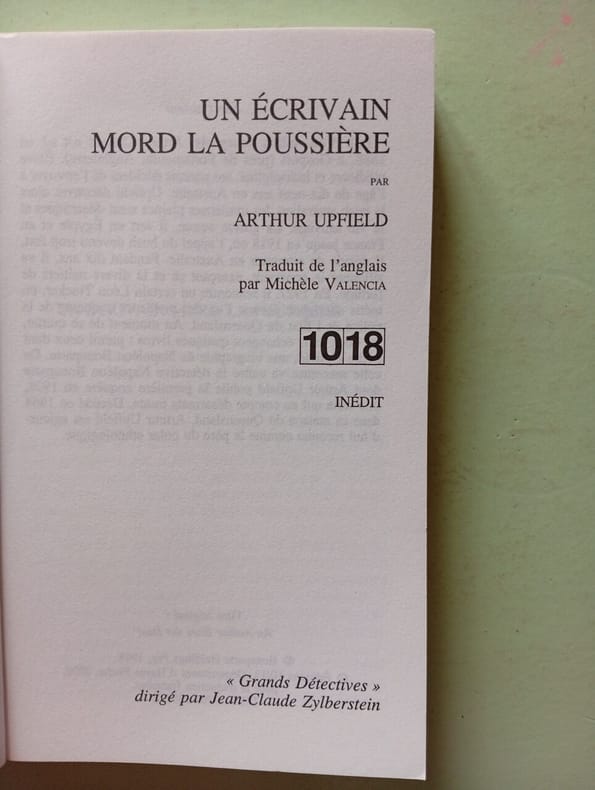 UN ÉCRIVAIN
MORD LA POUSSIÈRE
PAR
ARTHUR UPFIELD
Traduit de l'anglais
par Michèle VALENCIA
10 18
INÉDIT
« Grands Détectives »
dirigé par Jean-Claude Zylberstein